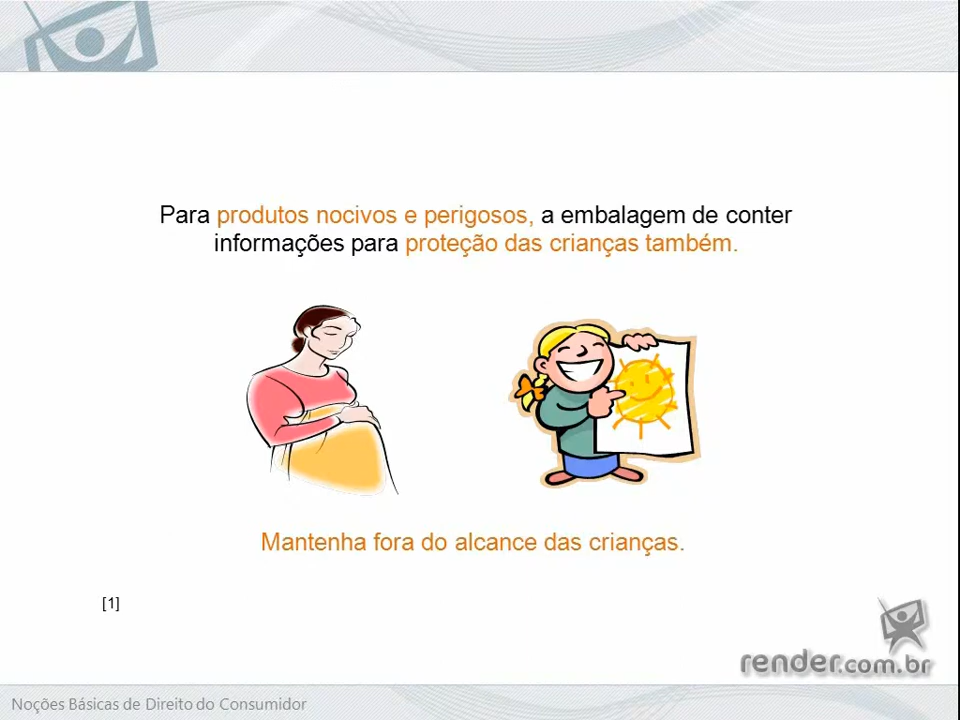 Para produtos nocivos e perigosos, a embalagem de conter
informações para proteção das crianças também.
Mantenha fora do alcance das crianças.
[1]
render.com.br
Noções Básicas de Direito do Consumidor